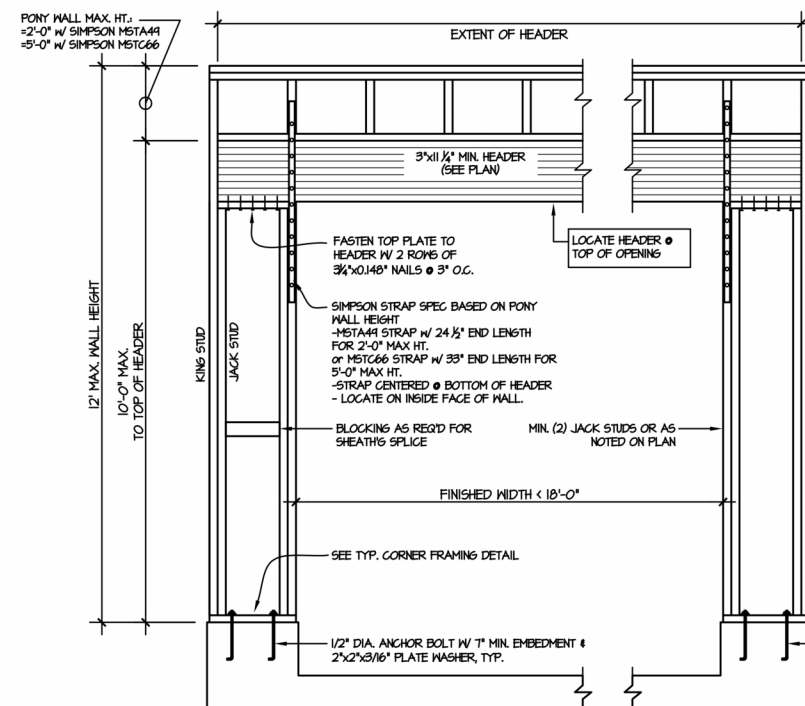 PONY WALL MAX. HT.:
=2'-0" W/ SIMPSON MSTA49
=5'-0" W/ SIMPSON MSTC66
EXTENT OF HEADER
3"x11 1/4" MIN. HEADER
(SEE PLAN)
FASTEN TOP PLATE TO
HEADER W/ 2 ROWS OF
3 1/4"x0.148" NAILS @ 3" O.C.
LOCATE HEADER @
TOP OF OPENING
SIMPSON STRAP SPEC BASED ON PONY
WALL HEIGHT
-MSTA49 STRAP W/ 24 1/2" END LENGTH
FOR 2'-0" MAX HT.
or MSTC66 STRAP W/ 33" END LENGTH FOR
5'-0" MAX HT.
-STRAP CENTERED @ BOTTOM OF HEADER
- LOCATE ON INSIDE FACE OF WALL.
12' MAX. WALL HEIGHT
10'-0" MAX.
TO TOP OF HEADER
KING STUD
JACK STUD
BLOCKING AS REQ'D FOR
SHEATH'G SPLICE
MIN. (2) JACK STUDS OR AS
NOTED ON PLAN
FINISHED WIDTH < 18'-0"
SEE TYP. CORNER FRAMING DETAIL
1/2" DIA. ANCHOR BOLT W/ 7" MIN. EMBEDMENT &
2"x2"x3/16" PLATE WASHER, TYP.